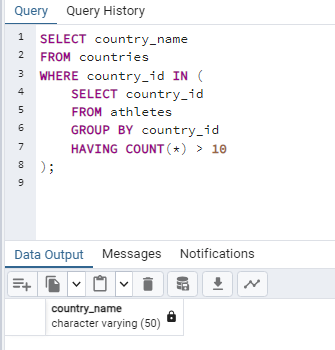 Query Query History
1 SELECT country_name
2 FROM countries
3 WHERE country_id IN (
4     SELECT country_id
5     FROM athletes
6     GROUP BY country_id
7     HAVING COUNT(*) > 10
8 );
9
Data Output Messages Notifications
country_name
character varying (50)